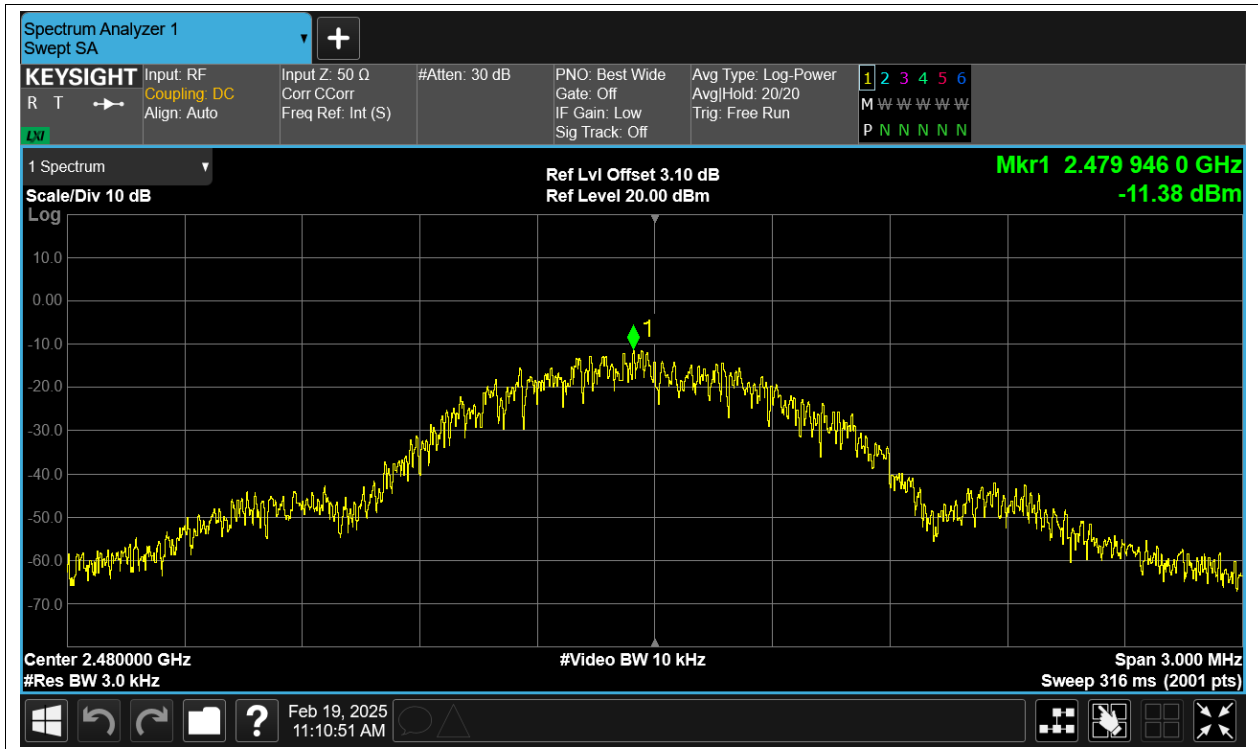 Spectrum Analyzer 1
Swept SA
KEYSIGHT
R T
LXI
Input: RF
Coupling: DC
Align: Auto
Input Z: 50 Ω
Corr CCorr
Freq Ref: Int (S)
#Atten: 30 dB
PNO: Best Wide
Gate: Off
IF Gain: Low
Sig Track: Off
Avg Type: Log-Power
Avg|Hold: 20/20
Trig: Free Run
1 2 3 4 5 6
M W W W W W
P N N N N N
1 Spectrum
Scale/Div 10 dB
Ref Lvl Offset 3.10 dB
Ref Level 20.00 dBm
Mkr1 2.479 946 0 GHz
-11.38 dBm
Log
10.0
0.00
-10.0
-20.0
-30.0
-40.0
-50.0
-60.0
-70.0
1
Center 2.480000 GHz
#Res BW 3.0 kHz
#Video BW 10 kHz
Span 3.000 MHz
Sweep 316 ms (2001 pts)
?
Feb 19, 2025
11:10:51 AM